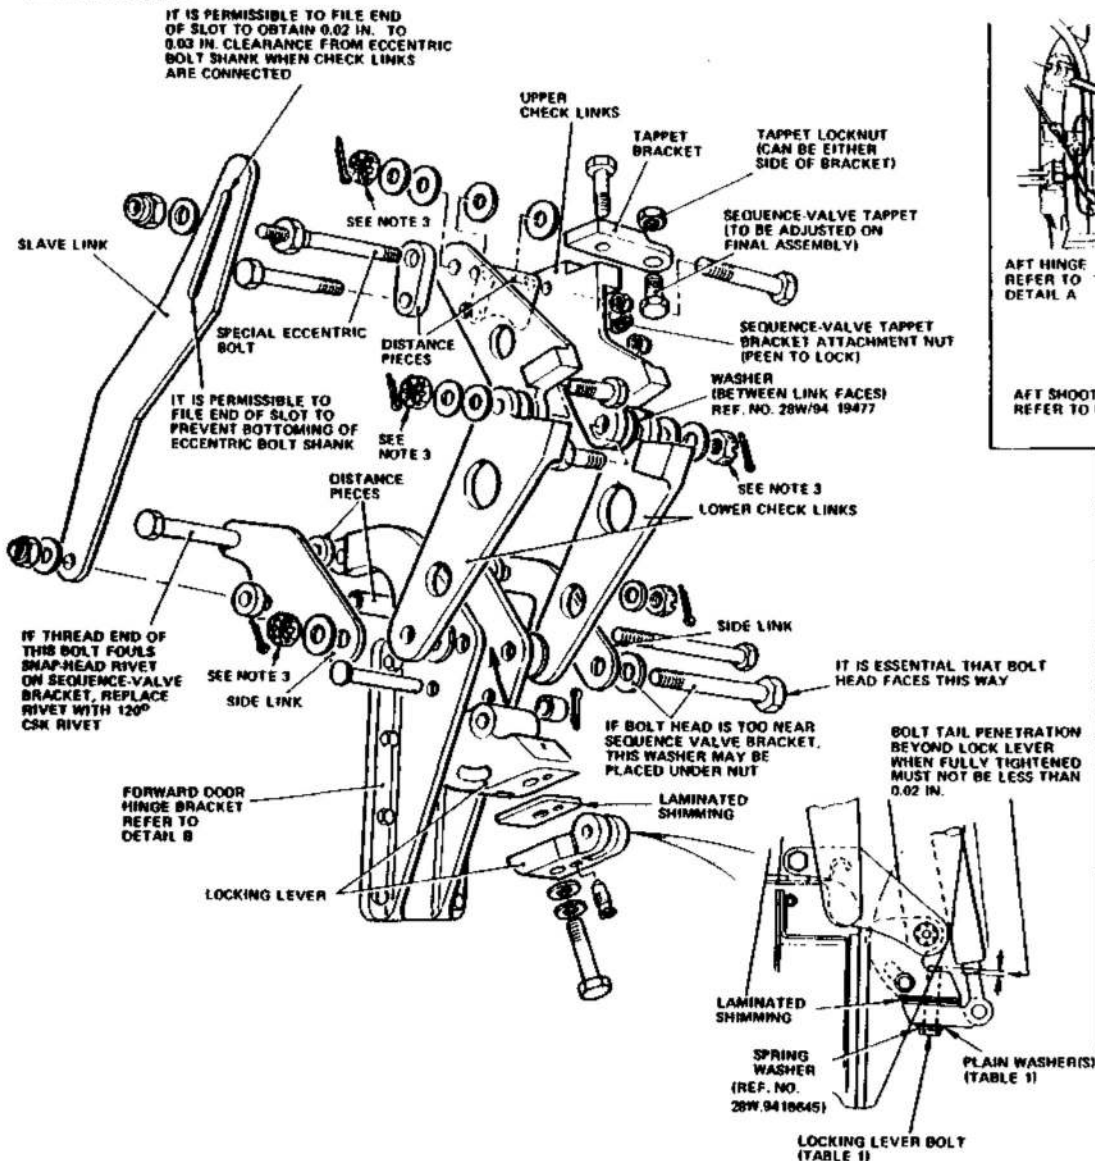 IT IS PERMISSIBLE TO FILE END
OF SLOT TO OBTAIN 0.02 IN. TO
0.03 IN. CLEARANCE FROM ECCENTRIC
BOLT SHANK WHEN CHECK LINKS
ARE CONNECTED
UPPER
CHECK LINKS
TAPPET
BRACKET
TAPPET LOCKNUT
(CAN BE EITHER
SIDE OF BRACKET)
SEE NOTE 3
SEQUENCE-VALVE TAPPET
(TO BE ADJUSTED ON
FINAL ASSEMBLY)
SLAVE LINK
AFT HINGE
REFER TO
DETAIL A
SPECIAL ECCENTRIC
BOLT
DISTANCE
PIECES
SEQUENCE-VALVE TAPPET
BRACKET ATTACHMENT NUT
(PEEN TO LOCK)
WASHER
(BETWEEN LINK FACES)
REF. NO. 28W/94 19477
AFT SHOOT
REFER TO
IT IS PERMISSIBLE TO
FILE END OF SLOT TO
PREVENT BOTTOMING OF
ECCENTRIC BOLT SHANK
SEE
NOTE 3
DISTANCE
PIECES
SEE NOTE 3
LOWER CHECK LINKS
IF THREAD END OF
THIS BOLT FOULS
SNAP-HEAD RIVET
ON SEQUENCE-VALVE
BRACKET, REPLACE
RIVET WITH 120°
CSK RIVET
SEE NOTE 3
SIDE LINK
SIDE LINK
IT IS ESSENTIAL THAT BOLT
HEAD FACES THIS WAY
IF BOLT HEAD IS TOO NEAR
SEQUENCE VALVE BRACKET,
THIS WASHER MAY BE
PLACED UNDER NUT
BOLT TAIL PENETRATION
BEYOND LOCK LEVER
WHEN FULLY TIGHTENED
MUST NOT BE LESS THAN
0.02 IN.
FORWARD DOOR
HINGE BRACKET
REFER TO
DETAIL B
LAMINATED
SHIMMING
LOCKING LEVER
LAMINATED
SHIMMING
SPRING
WASHER
(REF. NO.
28W.9418645)
PLAIN WASHER(S)
(TABLE 1)
LOCKING LEVER BOLT
(TABLE 1)